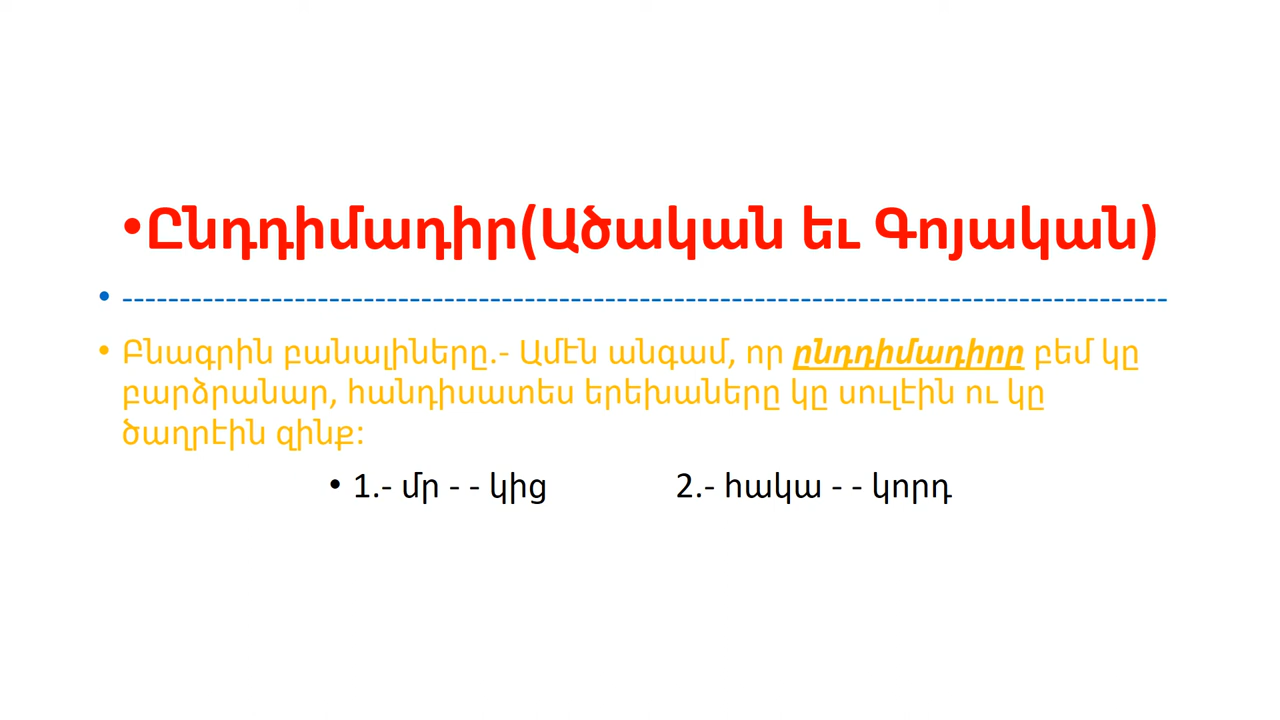 •Ընդդիմադիր(Ածական եւ Գոյական)
• ------------------------------------------------------------------------------------------
• Բնագրին բանալիները.- Ամէն անգամ, որ ընդդիմադիրը բեմ կը
բարձրանար, հանդիսատես երեխաները կը սուլէին ու կը
ծաղրէին զինք:
• 1.- մր - - կից 2.- հակա - - կորդ